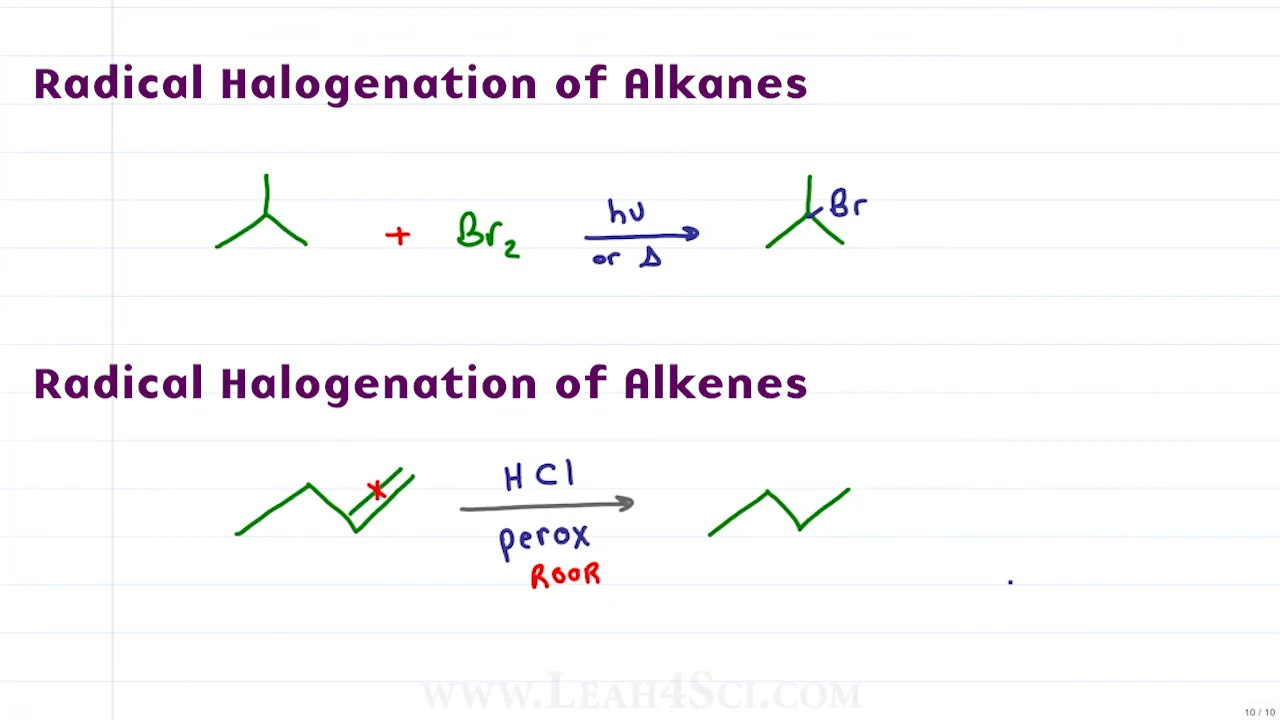 Radical Halogenation of Alkanes
+ Br2 hν or Δ Br
Radical Halogenation of Alkenes
HCl
perox
ROOR
www.Leah4Sci.com
10 / 10